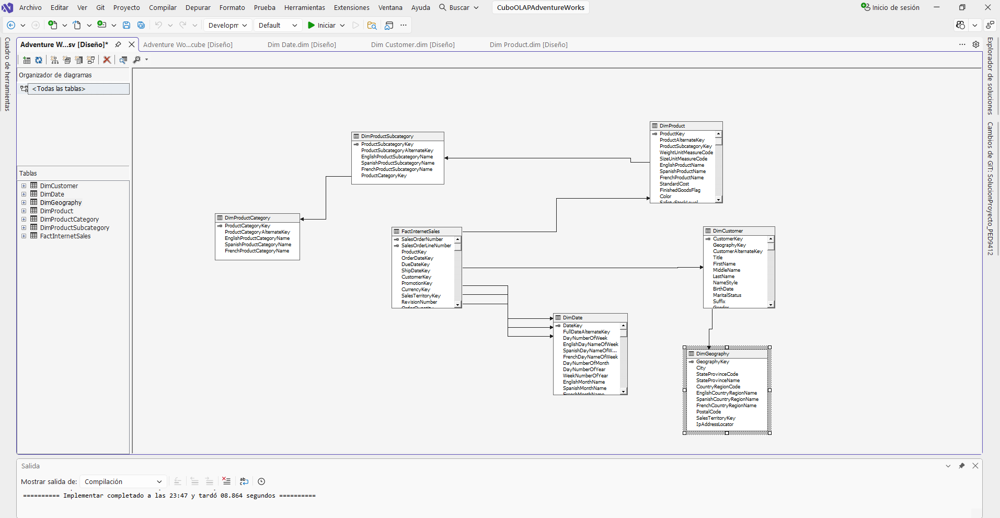 Archivo Editar Ver Git Proyecto Compilar Depurar Formato Prueba Herramientas Extensiones Ventana Ayuda Buscar CuboOLAPAdventureWorks Inicio de sesión
Developr Default Iniciar
Cuadro de herramientas
Adventure W...sv [Diseño]* Adventure Wo...cube [Diseño] Dim Date.dim [Diseño] Dim Customer.dim [Diseño] Dim Product.dim [Diseño]
Organizador de diagramas
<Todas las tablas>
Tablas
DimCustomer
DimDate
DimGeography
DimProduct
DimProductCategory
DimProductSubcategory
FactInternetSales
DimProductSubcategory
ProductSubcategoryKey
ProductSubcategoryAlternateKey
EnglishProductSubcategoryName
SpanishProductSubcategoryName
FrenchProductSubcategoryName
ProductCategoryKey
DimProduct
ProductKey
ProductAlternateKey
ProductSubcategoryKey
WeightUnitMeasureCode
SizeUnitMeasureCode
EnglishProductName
SpanishProductName
FrenchProductName
StandardCost
FinishedGoodsFlag
Color
SafetyStockLevel
DimProductCategory
ProductCategoryKey
ProductCategoryAlternateKey
EnglishProductCategoryName
SpanishProductCategoryName
FrenchProductCategoryName
FactInternetSales
SalesOrderNumber
SalesOrderLineNumber
ProductKey
OrderDateKey
DueDateKey
ShipDateKey
CustomerKey
PromotionKey
CurrencyKey
SalesTerritoryKey
RevisionNumber
OrderQuantity
DimCustomer
CustomerKey
GeographyKey
CustomerAlternateKey
Title
FirstName
MiddleName
LastName
NameStyle
BirthDate
MaritalStatus
Suffix
Gender
DimDate
DateKey
FullDateAlternateKey
DayNumberOfWeek
EnglishDayNameOfWeek
SpanishDayNameOfW...
FrenchDayNameOfWeek
DayNumberOfMonth
DayNumberOfYear
WeekNumberOfYear
EnglishMonthName
SpanishMonthName
FrenchMonthName
DimGeography
GeographyKey
City
StateProvinceCode
StateProvinceName
CountryRegionCode
EnglishCountryRegionName
SpanishCountryRegionName
FrenchCountryRegionName
PostalCode
SalesTerritoryKey
IpAddressLocator
Explorador de soluciones
Cambios de GIT: SolucionProyecto_PED9412
Salida
Mostrar salida de: Compilación
========== Implementar completado a las 23:47 y tardó 08.864 segundos ==========